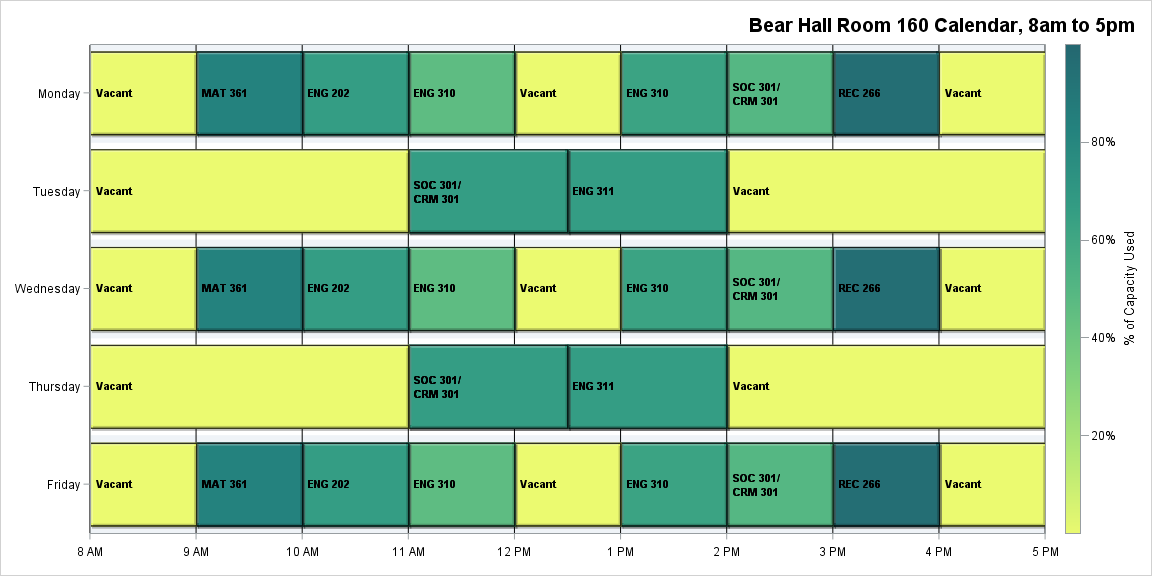 Bear Hall Room 160 Calendar, 8am to 5pm
Monday
Vacant
MAT 361
ENG 202
ENG 310
Vacant
ENG 310
SOC 301/
CRM 301
REC 266
Vacant
Tuesday
Vacant
SOC 301/
CRM 301
ENG 311
Vacant
Wednesday
Vacant
MAT 361
ENG 202
ENG 310
Vacant
ENG 310
SOC 301/
CRM 301
REC 266
Vacant
Thursday
Vacant
SOC 301/
CRM 301
ENG 311
Vacant
Friday
Vacant
MAT 361
ENG 202
ENG 310
Vacant
ENG 310
SOC 301/
CRM 301
REC 266
Vacant
8 AM
9 AM
10 AM
11 AM
12 PM
1 PM
2 PM
3 PM
4 PM
5 PM
80%
60%
40%
20%
% of Capacity Used